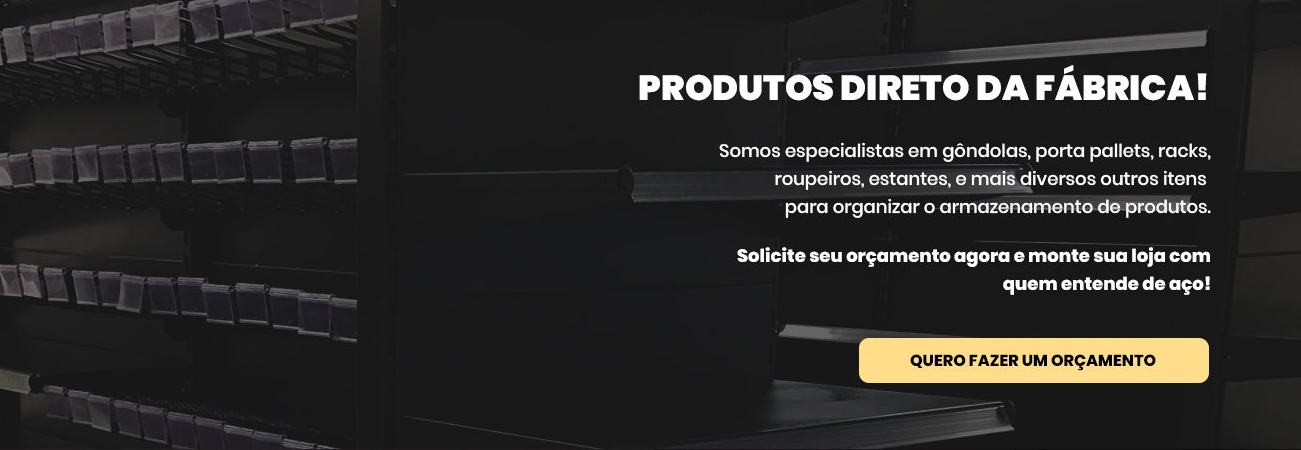 PRODUTOS DIRETO DA FÁBRICA!
Somos especialistas em gôndolas, porta pallets, racks,
roupeiros, estantes, e mais diversos outros itens
para organizar o armazenamento de produtos.
Solicite seu orçamento agora e monte sua loja com
quem entende de aço!
QUERO FAZER UM ORÇAMENTO